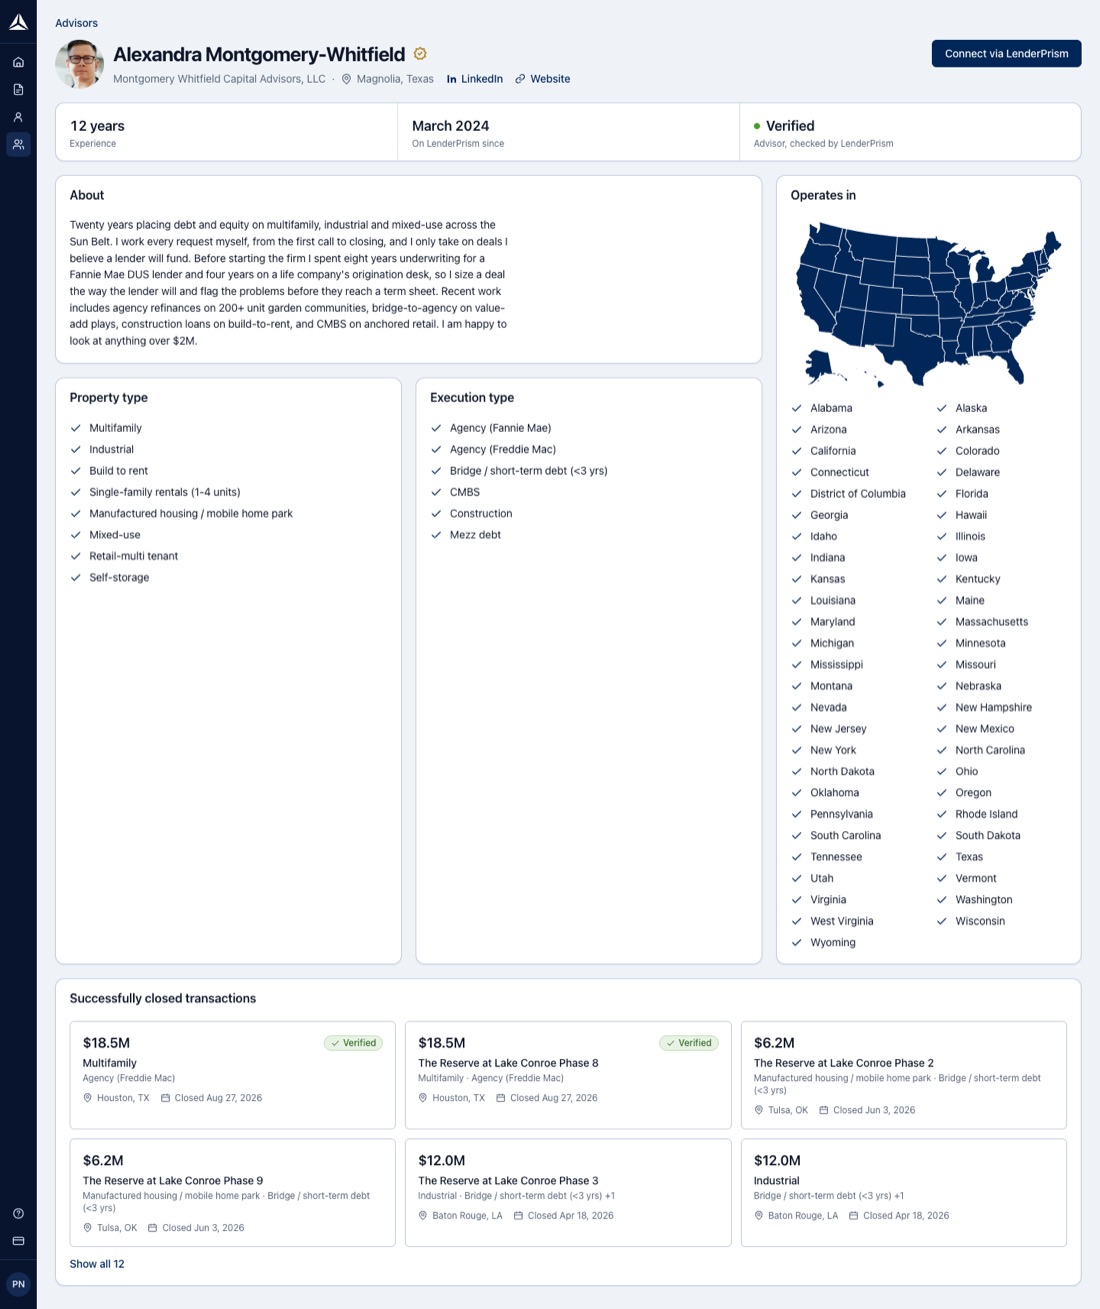 Advisors
Alexandra Montgomery-Whitfield
Connect via LenderPrism
Montgomery Whitfield Capital Advisors, LLC · Magnolia, Texas in LinkedIn Website
12 years
Experience
March 2024
On LenderPrism since
Verified
Advisor, checked by LenderPrism
About
Twenty years placing debt and equity on multifamily, industrial and mixed-use across the
Sun Belt. I work every request myself, from the first call to closing, and I only take on deals I
believe a lender will fund. Before starting the firm I spent eight years underwriting for a
Fannie Mae DUS lender and four years on a life company's origination desk, so I size a deal
the way the lender will and flag the problems before they reach a term sheet. Recent work
includes agency refinances on 200+ unit garden communities, bridge-to-agency on value-
add plays, construction loans on build-to-rent, and CMBS on anchored retail. I am happy to
look at anything over $2M.
Property type
Multifamily
Industrial
Build to rent
Single-family rentals (1-4 units)
Manufactured housing / mobile home park
Mixed-use
Retail-multi tenant
Self-storage
Execution type
Agency (Fannie Mae)
Agency (Freddie Mac)
Bridge / short-term debt (<3 yrs)
CMBS
Construction
Mezz debt
Operates in
Alabama Alaska
Arizona Arkansas
California Colorado
Connecticut Delaware
District of Columbia Florida
Georgia Hawaii
Idaho Illinois
Indiana Iowa
Kansas Kentucky
Louisiana Maine
Maryland Massachusetts
Michigan Minnesota
Mississippi Missouri
Montana Nebraska
Nevada New Hampshire
New Jersey New Mexico
New York North Carolina
North Dakota Ohio
Oklahoma Oregon
Pennsylvania Rhode Island
South Carolina South Dakota
Tennessee Texas
Utah Vermont
Virginia Washington
West Virginia Wisconsin
Wyoming
Successfully closed transactions
$18.5M Verified
Multifamily
Agency (Freddie Mac)
Houston, TX Closed Aug 27, 2026
$18.5M Verified
The Reserve at Lake Conroe Phase 8
Multifamily · Agency (Freddie Mac)
Houston, TX Closed Aug 27, 2026
$6.2M
The Reserve at Lake Conroe Phase 2
Manufactured housing / mobile home park · Bridge / short-term debt
(<3 yrs)
Tulsa, OK Closed Jun 3, 2026
$6.2M
The Reserve at Lake Conroe Phase 9
Manufactured housing / mobile home park · Bridge / short-term debt
(<3 yrs)
Tulsa, OK Closed Jun 3, 2026
$12.0M
The Reserve at Lake Conroe Phase 3
Industrial · Bridge / short-term debt (<3 yrs) +1
Baton Rouge, LA Closed Apr 18, 2026
$12.0M
Industrial
Bridge / short-term debt (<3 yrs) +1
Baton Rouge, LA Closed Apr 18, 2026
Show all 12
PN